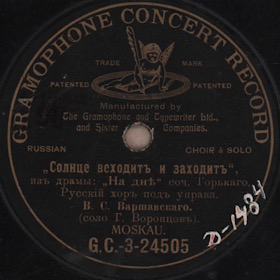 GRAMOPHONE CONCERT RECORD
TRADE MARK
PATENTED PATENTED
Manufactured by
The Gramophone and Typewriter Ltd.,
and Sister Companies.
RUSSIAN CHOIR & SOLO
„Солнце всходитъ и заходитъ“,
изъ драмы: „На днѣ“ соч. Горькаго,
Русскій хоръ подъ управл.
В. С. Варшавскаго.
(соло Г. Воронцовъ).
MOSKAU.
G.C.-3-24505
D-1484